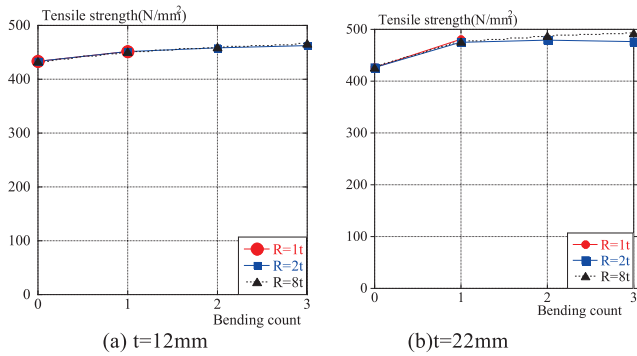 Tensile strength(N/mm²)
500
400
300
200
100
0
0 1 2 3
Bending count
R=1t
R=2t
R=8t
(a) t=12mm
Tensile strength(N/mm²)
500
400
300
200
100
0
0 1 2 3
Bending count
R=1t
R=2t
R=8t
(b)t=22mm